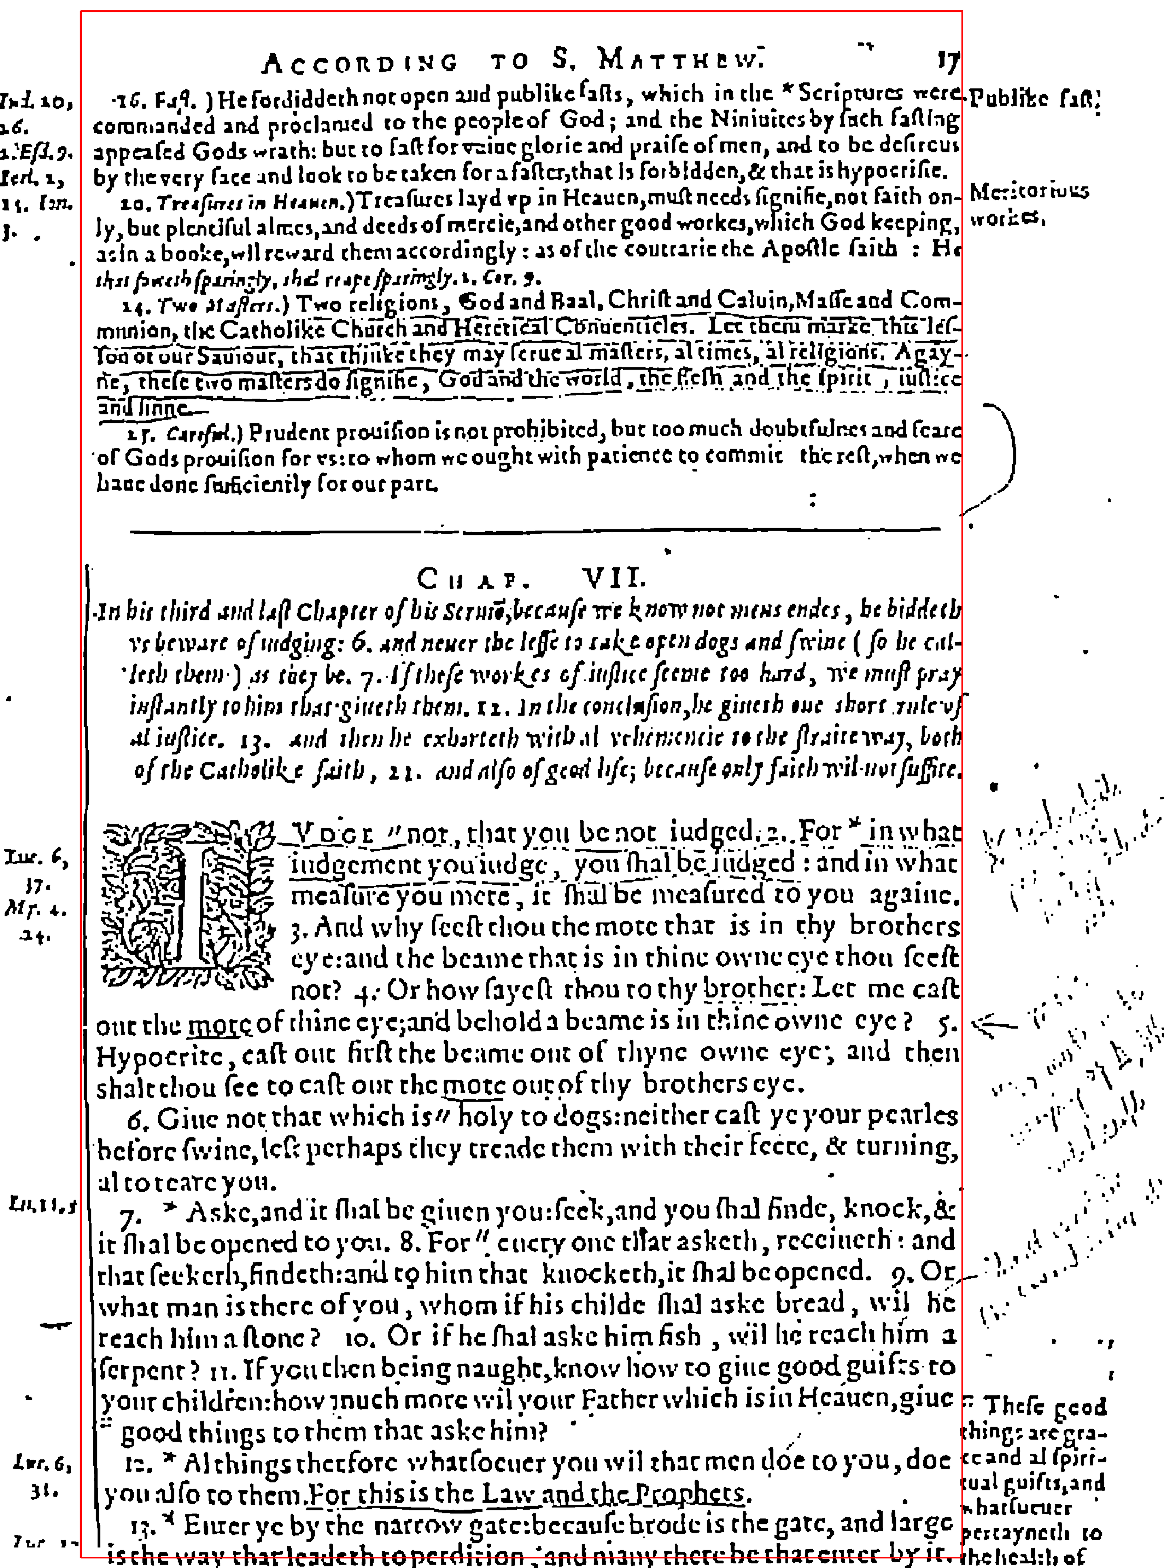 ACCORDING TO S. MATTHEW. 17
16. Faſt. ) He forbiddeth not open and publike faſts, which in the * Scriptures were
commanded and proclamed to the people of God; and the Niniuites by ſuch faſting
appeaſed Gods wrath: but to faſt for vaine glorie and praiſe of men, and to be deſirous
by the very face and look to be taken for a faſter, that is forbidden, & that is hypocriſie.
20. Treaſures in Heauen.) Treaſures layd vp in Heauen, muſt needs ſignifie, not faith on-
ly, but plentiful almes, and deeds of mercie, and other good workes, which God keeping,
as in a booke, wil reward them accordingly: as of the contrarie the Apoſtle ſaith : He
that ſoweth ſparingly, ſhal reape ſparingly. 2. Cor. 9.
24. Two Maſters.) Two religions, God and Baal, Chriſt and Caluin, Maſſe and Com-
munion, the Catholike Church and Heretical Conuenticles. Let them marke this leſ-
ſon of our Sauiour, that thinke they may ſerue al maſters, al times, al religions. Agay-
ne, theſe two maſters do ſignifie, God and the world, the fleſh and the ſpirit, iuſtice
and ſinne.
25. Careful.) Prudent prouiſion is not prohibited, but too much doubtfulnes and feare
of Gods prouiſion for vs: to whom we ought with patience to commit the reſt, when we
haue done ſufficiently for our part.
Publike faſt.
Meritorious
workes.
CHAP. VII.
In his third and laſt Chapter of his Sermō, becauſe we know not mens endes, he biddeth
vs beware of iudging: 6. and neuer the leſſe to take open dogs and ſwine ( ſo he cal-
leth them ) as they be. 7. If theſe workes of iuſtice ſeeme too hard, we muſt pray
inſtantly to him that giueth them. 12. In the concluſion, he giueth one short rule of
al iuſtice. 13. and then he exhorteth with al vehemencie to the ſtraite way, both
of the Catholike faith, 21. and alſo of good life; becauſe only faith wil not ſuffice.
IVDGE " not, that you be not iudged. 2. For * in what
iudgement you iudge, you ſhal be iudged : and in what
meaſure you mete, it ſhal be meaſured to you againe.
3. And why ſeeſt thou the mote that is in thy brothers
eye: and the beame that is in thine owne eye thou ſeeſt
not? 4. Or how ſayeſt thou to thy brother: Let me caſt
out the mote of thine eye; and behold a beame is in thine owne eye? 5.
Hypocrite, caſt out firſt the beame out of thyne owne eye, and then
shalt thou ſee to caſt out the mote out of thy brothers eye.
6. Giue not that which is " holy to dogs: neither caſt ye your pearles
before ſwine, leſt perhaps they treade them with their feete, & turning,
al to teare you.
7. * Aske, and it ſhal be giuen you: ſeek, and you ſhal finde, knock, &
it ſhal be opened to you. 8. For " euery one that asketh, receiueth: and
that ſeeketh, findeth: and to him that knocketh, it ſhal be opened. 9. Or
what man is there of you, whom if his childe ſhal aske bread, wil he
reach him a ſtone? 10. Or if he ſhal aske him fish, wil he reach him a
ſerpent? 11. If you then being naught, know how to giue good guifts to
your children: how much more wil your Father which is in Heauen, giue
:: good things to them that aske him?
12. * Al things therfore whatſoeuer you wil that men doe to you, doe
you alſo to them. For this is the Law and the Prophets.
13. * Enter ye by the narrow gate: becauſe brode is the gate, and large
is the way that leadeth to perdition, and many there be that enter by it.
Luc. 6,
37.
Mr. 4.
24.
Lu. 11,
Luc. 6,
31.
:: Theſe good
things are gra-
ce and al ſpiri-
tual guifts, and
whatſoeuer
pertayneth to
the health of